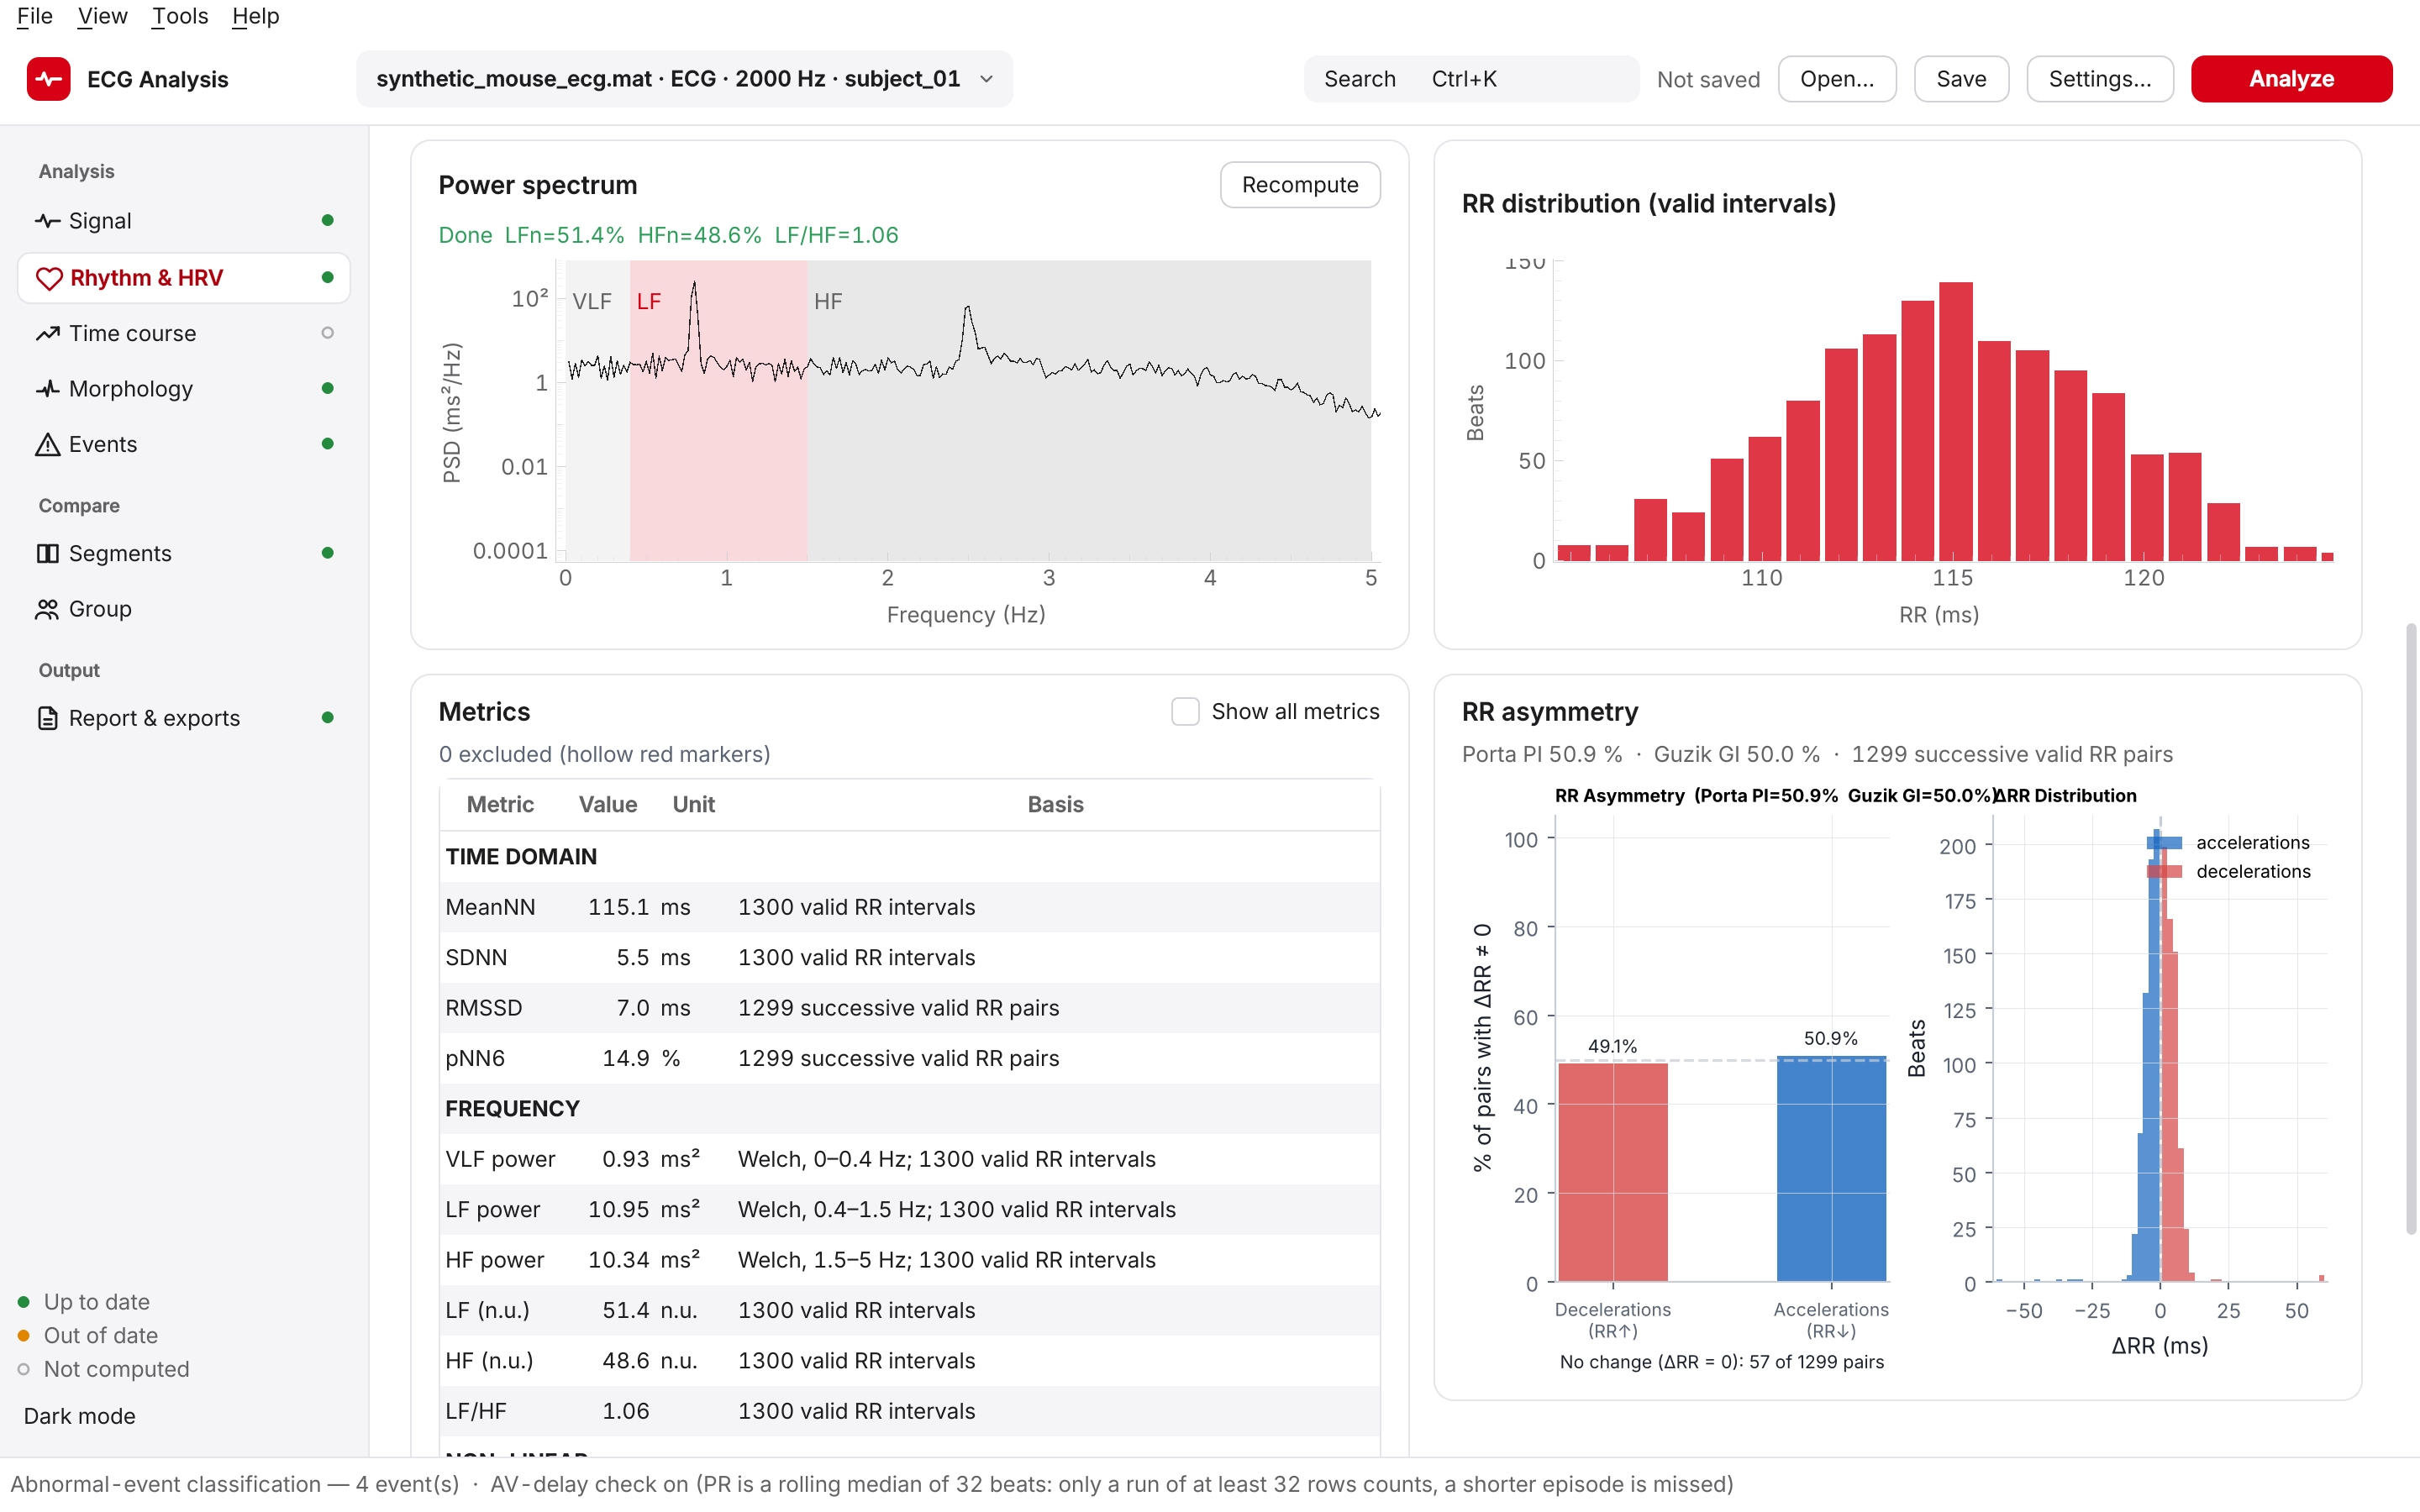 File View Tools Help
ECG Analysis
synthetic_mouse_ecg.mat · ECG · 2000 Hz · subject_01
Search Ctrl+K
Not saved
Open...
Save
Settings...
Analyze
Analysis
Signal
Rhythm & HRV
Time course
Morphology
Events
Compare
Segments
Group
Output
Report & exports
Up to date
Out of date
Not computed
Dark mode
Power spectrum
Recompute
Done LFn=51.4% HFn=48.6% LF/HF=1.06
VLF LF HF
10²
1
0.01
0.0001
PSD (ms²/Hz)
0 1 2 3 4 5
Frequency (Hz)
RR distribution (valid intervals)
150
100
50
0
Beats
110 115 120
RR (ms)
Metrics
Show all metrics
0 excluded (hollow red markers)
Metric Value Unit Basis
TIME DOMAIN
MeanNN 115.1 ms 1300 valid RR intervals
SDNN 5.5 ms 1300 valid RR intervals
RMSSD 7.0 ms 1299 successive valid RR pairs
pNN6 14.9 % 1299 successive valid RR pairs
FREQUENCY
VLF power 0.93 ms² Welch, 0–0.4 Hz; 1300 valid RR intervals
LF power 10.95 ms² Welch, 0.4–1.5 Hz; 1300 valid RR intervals
HF power 10.34 ms² Welch, 1.5–5 Hz; 1300 valid RR intervals
LF (n.u.) 51.4 n.u. 1300 valid RR intervals
HF (n.u.) 48.6 n.u. 1300 valid RR intervals
LF/HF 1.06 1300 valid RR intervals
NON-LINEAR
RR asymmetry
Porta PI 50.9 % · Guzik GI 50.0 % · 1299 successive valid RR pairs
RR Asymmetry (Porta PI=50.9% Guzik GI=50.0%)
100
80
60
40
20
0
% of pairs with ΔRR ≠ 0
49.1%
50.9%
Decelerations
(RR↑)
Accelerations
(RR↓)
No change (ΔRR = 0): 57 of 1299 pairs
ΔRR Distribution
accelerations
decelerations
200
175
150
125
100
75
50
25
0
Beats
−50 −25 0 25 50
ΔRR (ms)
Abnormal-event classification — 4 event(s) · AV-delay check on (PR is a rolling median of 32 beats: only a run of at least 32 rows counts, a shorter episode is missed)